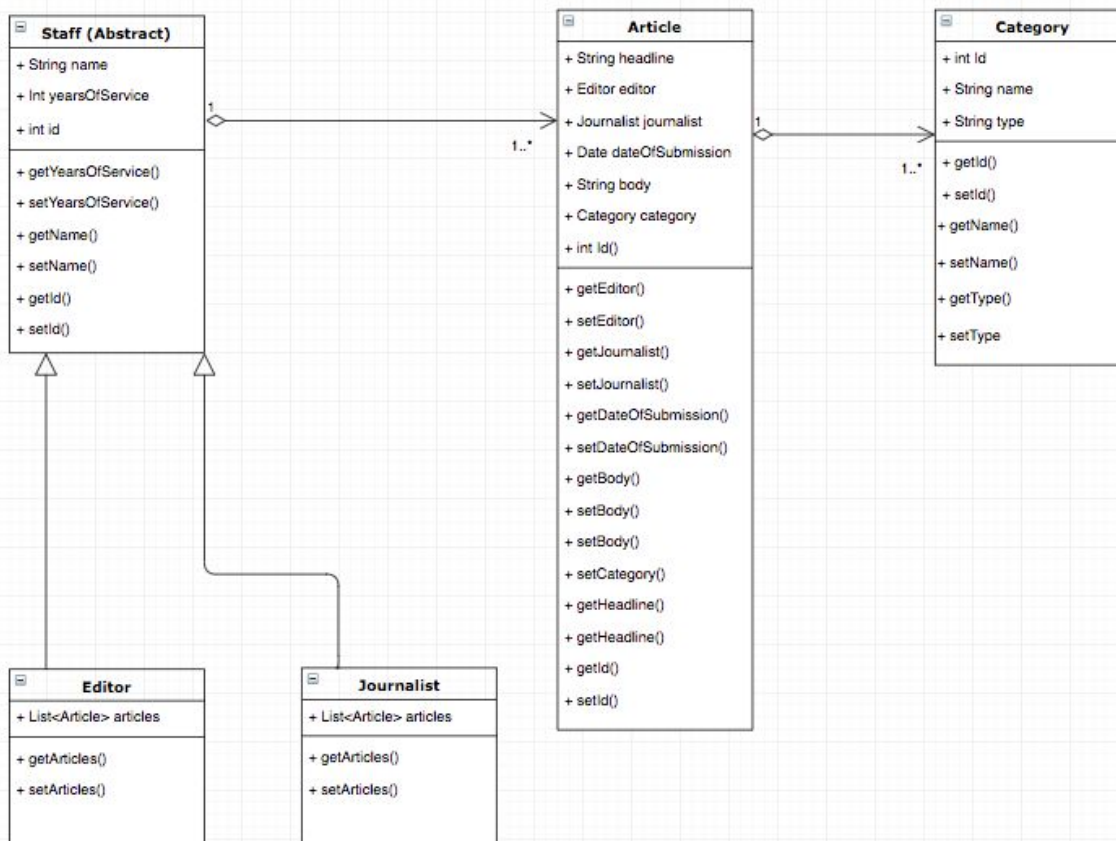 Staff (Abstract)
+ String name
+ Int yearsOfService
+ int id
+ getYearsOfService()
+ setYearsOfService()
+ getName()
+ setName()
+ getId()
+ setId()
1
1..*
Article
+ String headline
+ Editor editor
+ Journalist journalist
+ Date dateOfSubmission
+ String body
+ Category category
+ int Id()
+ getEditor()
+ setEditor()
+ getJournalist()
+ setJournalist()
+ getDateOfSubmission()
+ setDateOfSubmission()
+ getBody()
+ setBody()
+ setBody()
+ setCategory()
+ getHeadline()
+ getHeadline()
+ getId()
+ setId()
1
1..*
Category
+ int Id
+ String name
+ String type
+ getId()
+ setId()
+ getName()
+ setName()
+ getType()
+ setType
Editor
+ List<Article> articles
+ getArticles()
+ setArticles()
Journalist
+ List<Article> articles
+ getArticles()
+ setArticles()